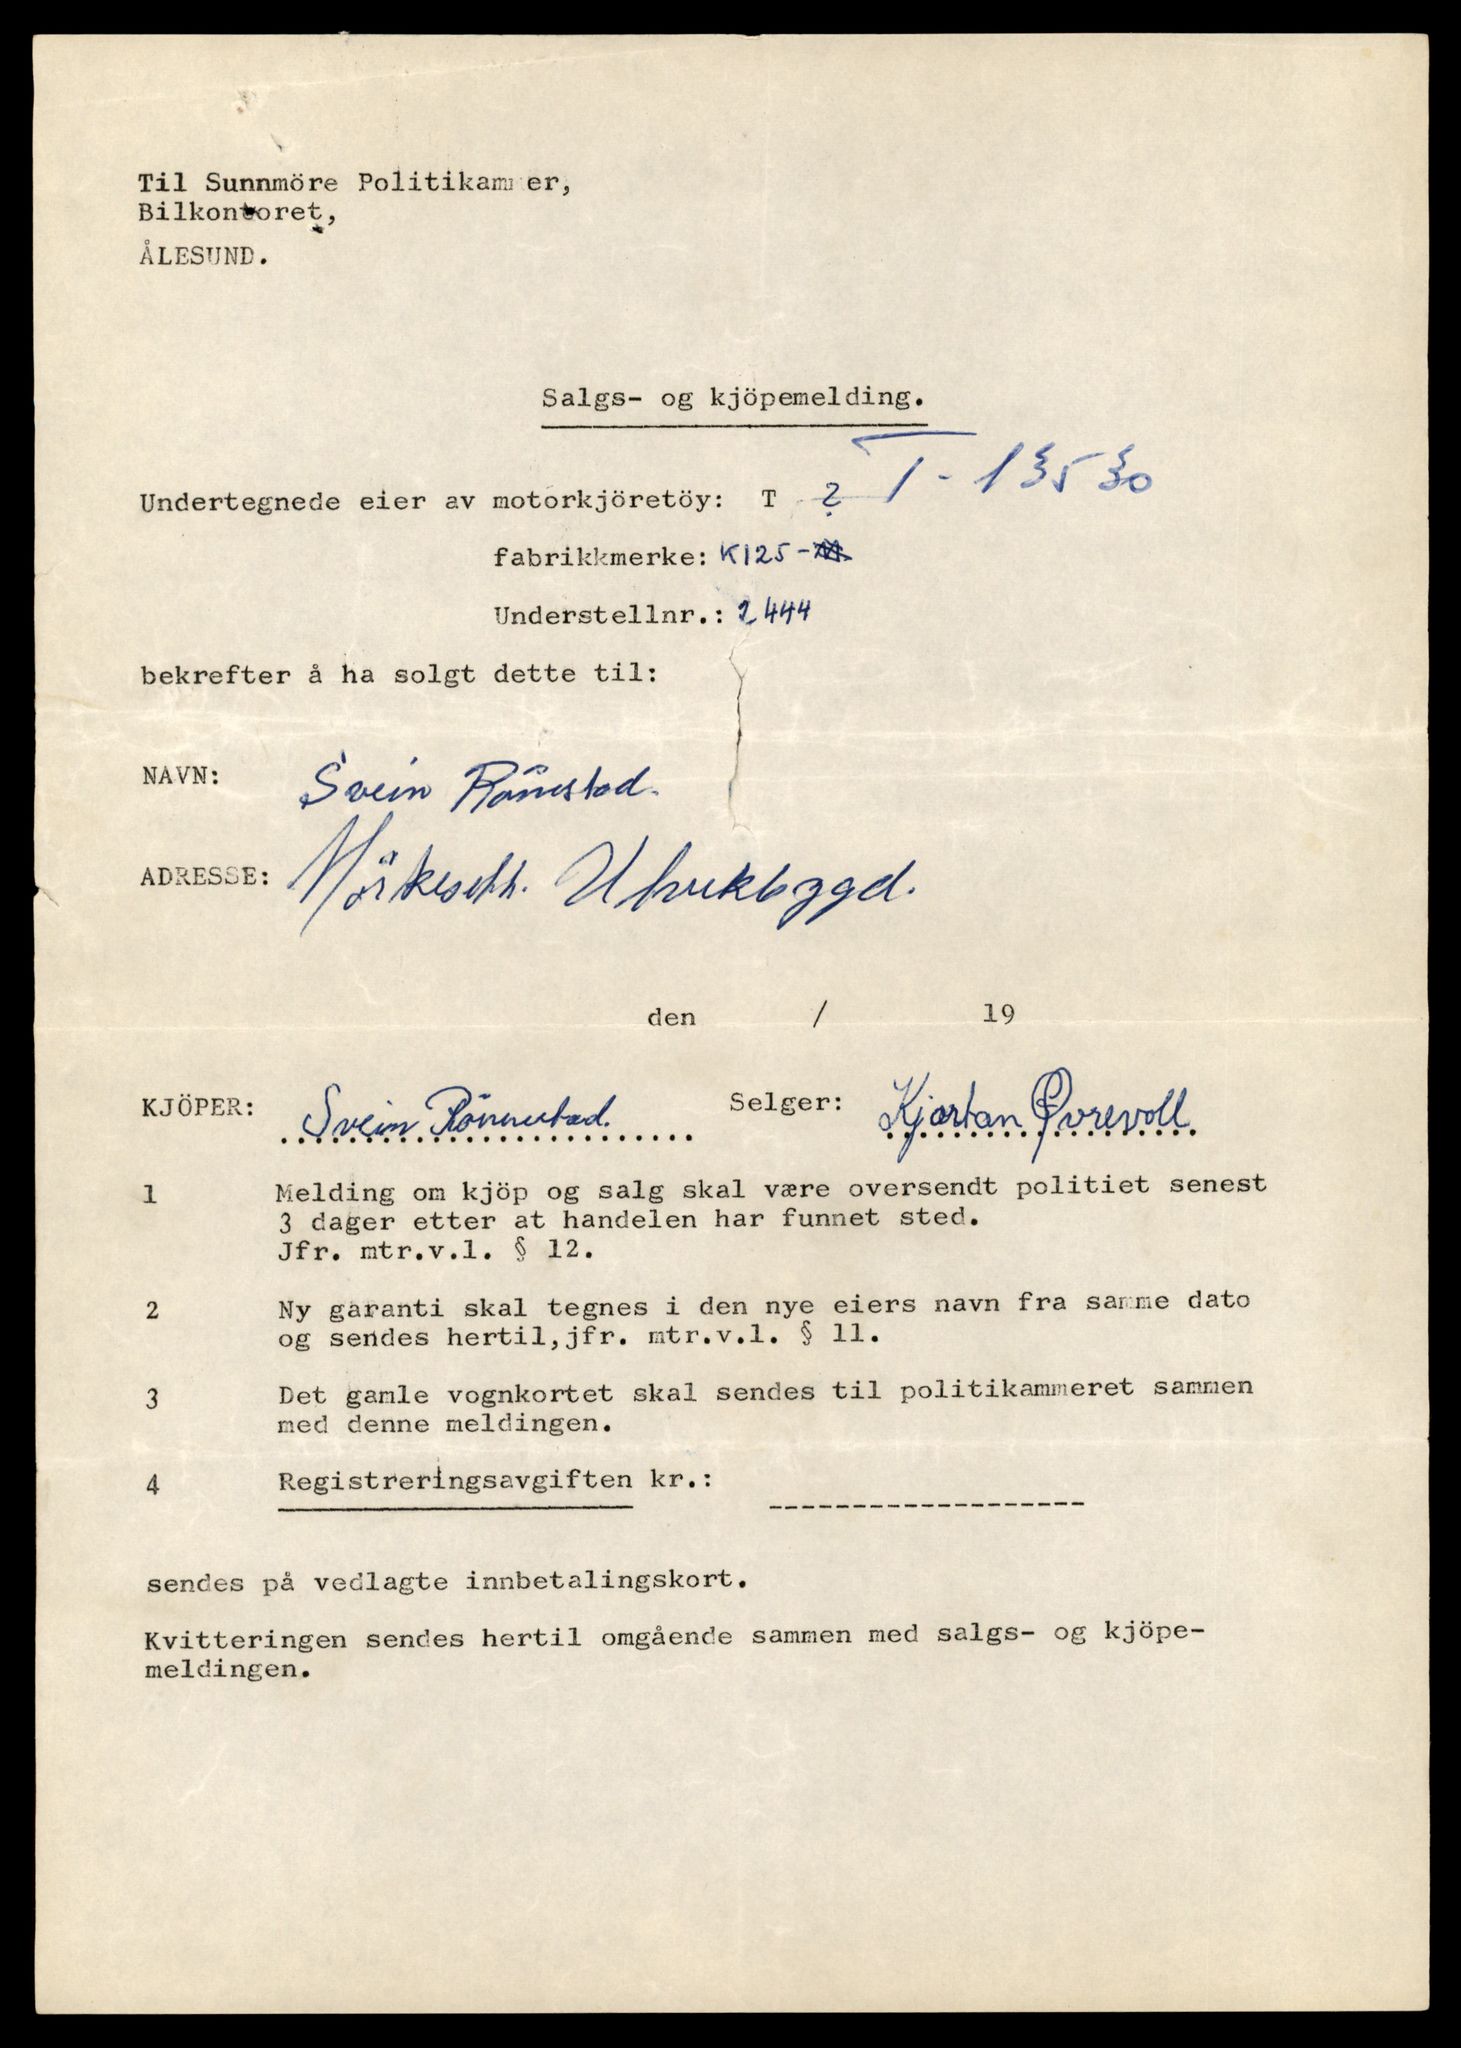 Til Sunnmöre Politikammer,
Bilkontoret,
ÅLESUND.
Salgs- og kjöpemelding.
Undertegnede eier av motorkjöretöy: T ? T-13530
fabrikkmerke: K125-
Understellnr.: 2444
bekrefter å ha solgt dette til:
NAVN: Svein Rönnestad.
ADRESSE:
den / 19
KJÖPER: Svein Rönnestad. Selger: Kjartan Øvrevoll
1 Melding om kjöp og salg skal være oversendt politiet senest
3 dager etter at handelen har funnet sted.
Jfr. mtr.v.l. § 12.
2 Ny garanti skal tegnes i den nye eiers navn fra samme dato
og sendes hertil,jfr. mtr.v.l. § 11.
3 Det gamle vognkortet skal sendes til politikammeret sammen
med denne meldingen.
4 Registreringsavgiften kr.: -------------------
sendes på vedlagte innbetalingskort.
Kvitteringen sendes hertil omgående sammen med salgs- og kjöpe-
meldingen.